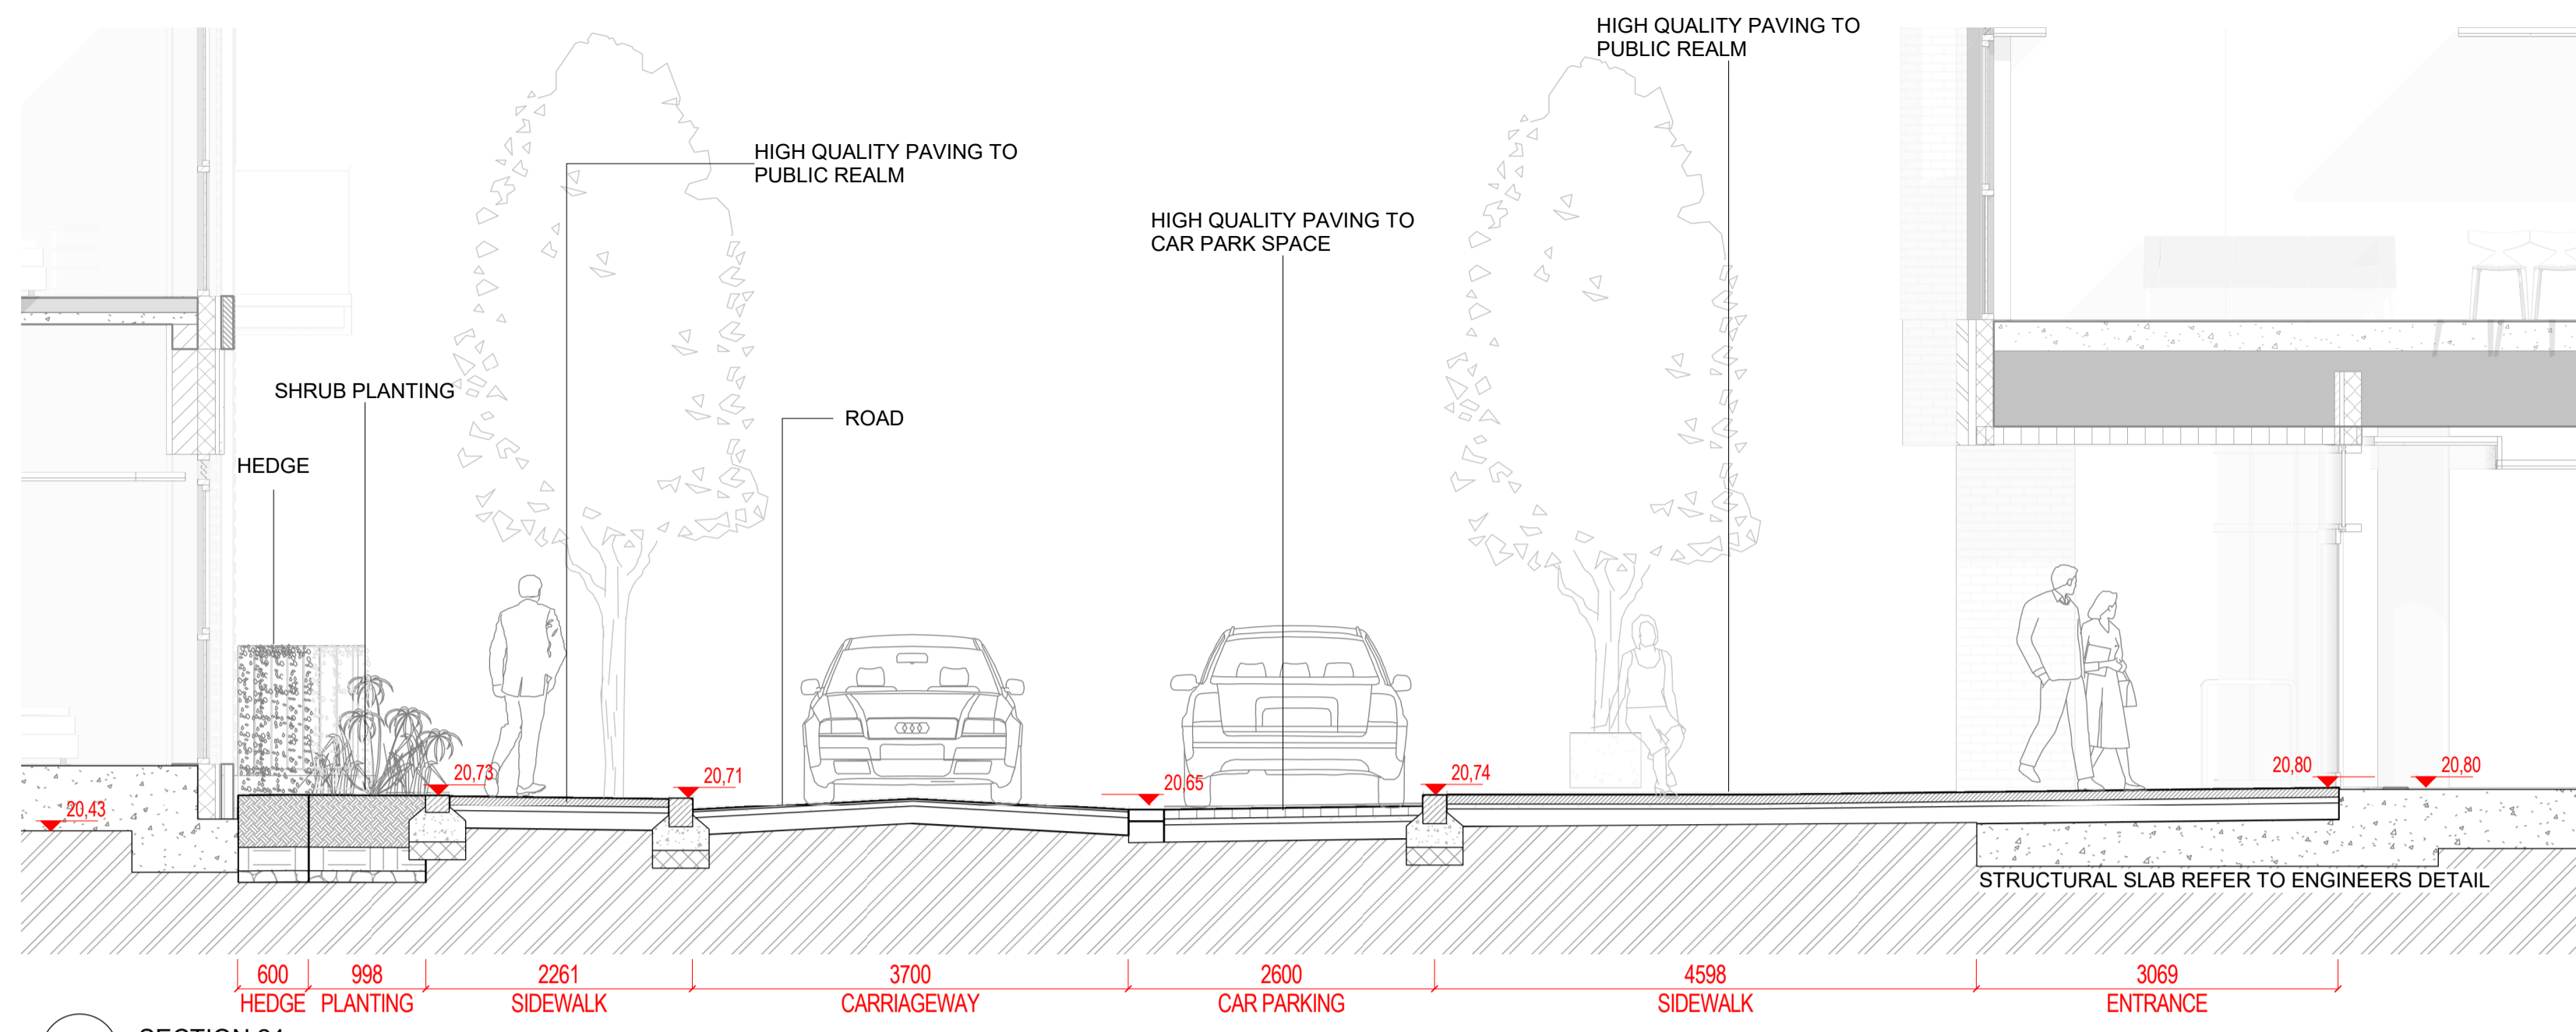 HIGH QUALITY PAVING TO
PUBLIC REALM
HIGH QUALITY PAVING TO
PUBLIC REALM
HIGH QUALITY PAVING TO
CAR PARK SPACE
SHRUB PLANTING
ROAD
HEDGE
20,43
20,73
20,71
20,65
20,74
20,80
20,80
STRUCTURAL SLAB REFER TO ENGINEERS DETAIL
600
998
2261
3700
2600
4598
3069
HEDGE
PLANTING
SIDEWALK
CARRIAGEWAY
CAR PARKING
SIDEWALK
ENTRANCE